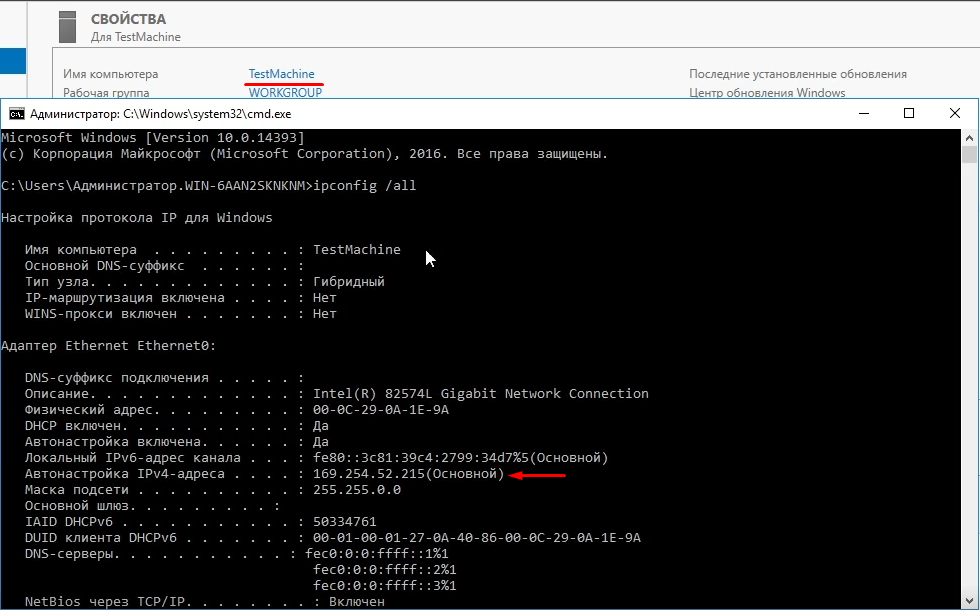 СВОЙСТВА
Для TestMachine
Имя компьютера TestMachine Последние установленные обновления
Рабочая группа WORKGROUP Центр обновления Windows
Администратор: C:\Windows\system32\cmd.exe
Microsoft Windows [Version 10.0.14393]
(c) Корпорация Майкрософт (Microsoft Corporation), 2016. Все права защищены.
C:\Users\Администратор.WIN-6AAN2SKNKNM>ipconfig /all
Настройка протокола IP для Windows
Имя компьютера . . . . . . . . . : TestMachine
Основной DNS-суффикс . . . . . . :
Тип узла. . . . . . . . . . . . . : Гибридный
IP-маршрутизация включена . . . . : Нет
WINS-прокси включен . . . . . . . : Нет
Адаптер Ethernet Ethernet0:
DNS-суффикс подключения . . . . . :
Описание. . . . . . . . . . . . . : Intel(R) 82574L Gigabit Network Connection
Физический адрес. . . . . . . . . : 00-0C-29-0A-1E-9A
DHCP включен. . . . . . . . . . . : Да
Автонастройка включена. . . . . . : Да
Локальный IPv6-адрес канала . . . : fe80::3c81:39c4:2799:34d7%5(Основной)
Автонастройка IPv4-адреса . . . . : 169.254.52.215(Основной)
Маска подсети . . . . . . . . . . : 255.255.0.0
Основной шлюз. . . . . . . . . :
IAID DHCPv6 . . . . . . . . . . . : 50334761
DUID клиента DHCPv6 . . . . . . . : 00-01-00-01-27-0A-40-86-00-0C-29-0A-1E-9A
DNS-серверы. . . . . . . . . . . : fec0:0:0:ffff::1%1
fec0:0:0:ffff::2%1
fec0:0:0:ffff::3%1
NetBios через TCP/IP. . . . . . . . : Включен